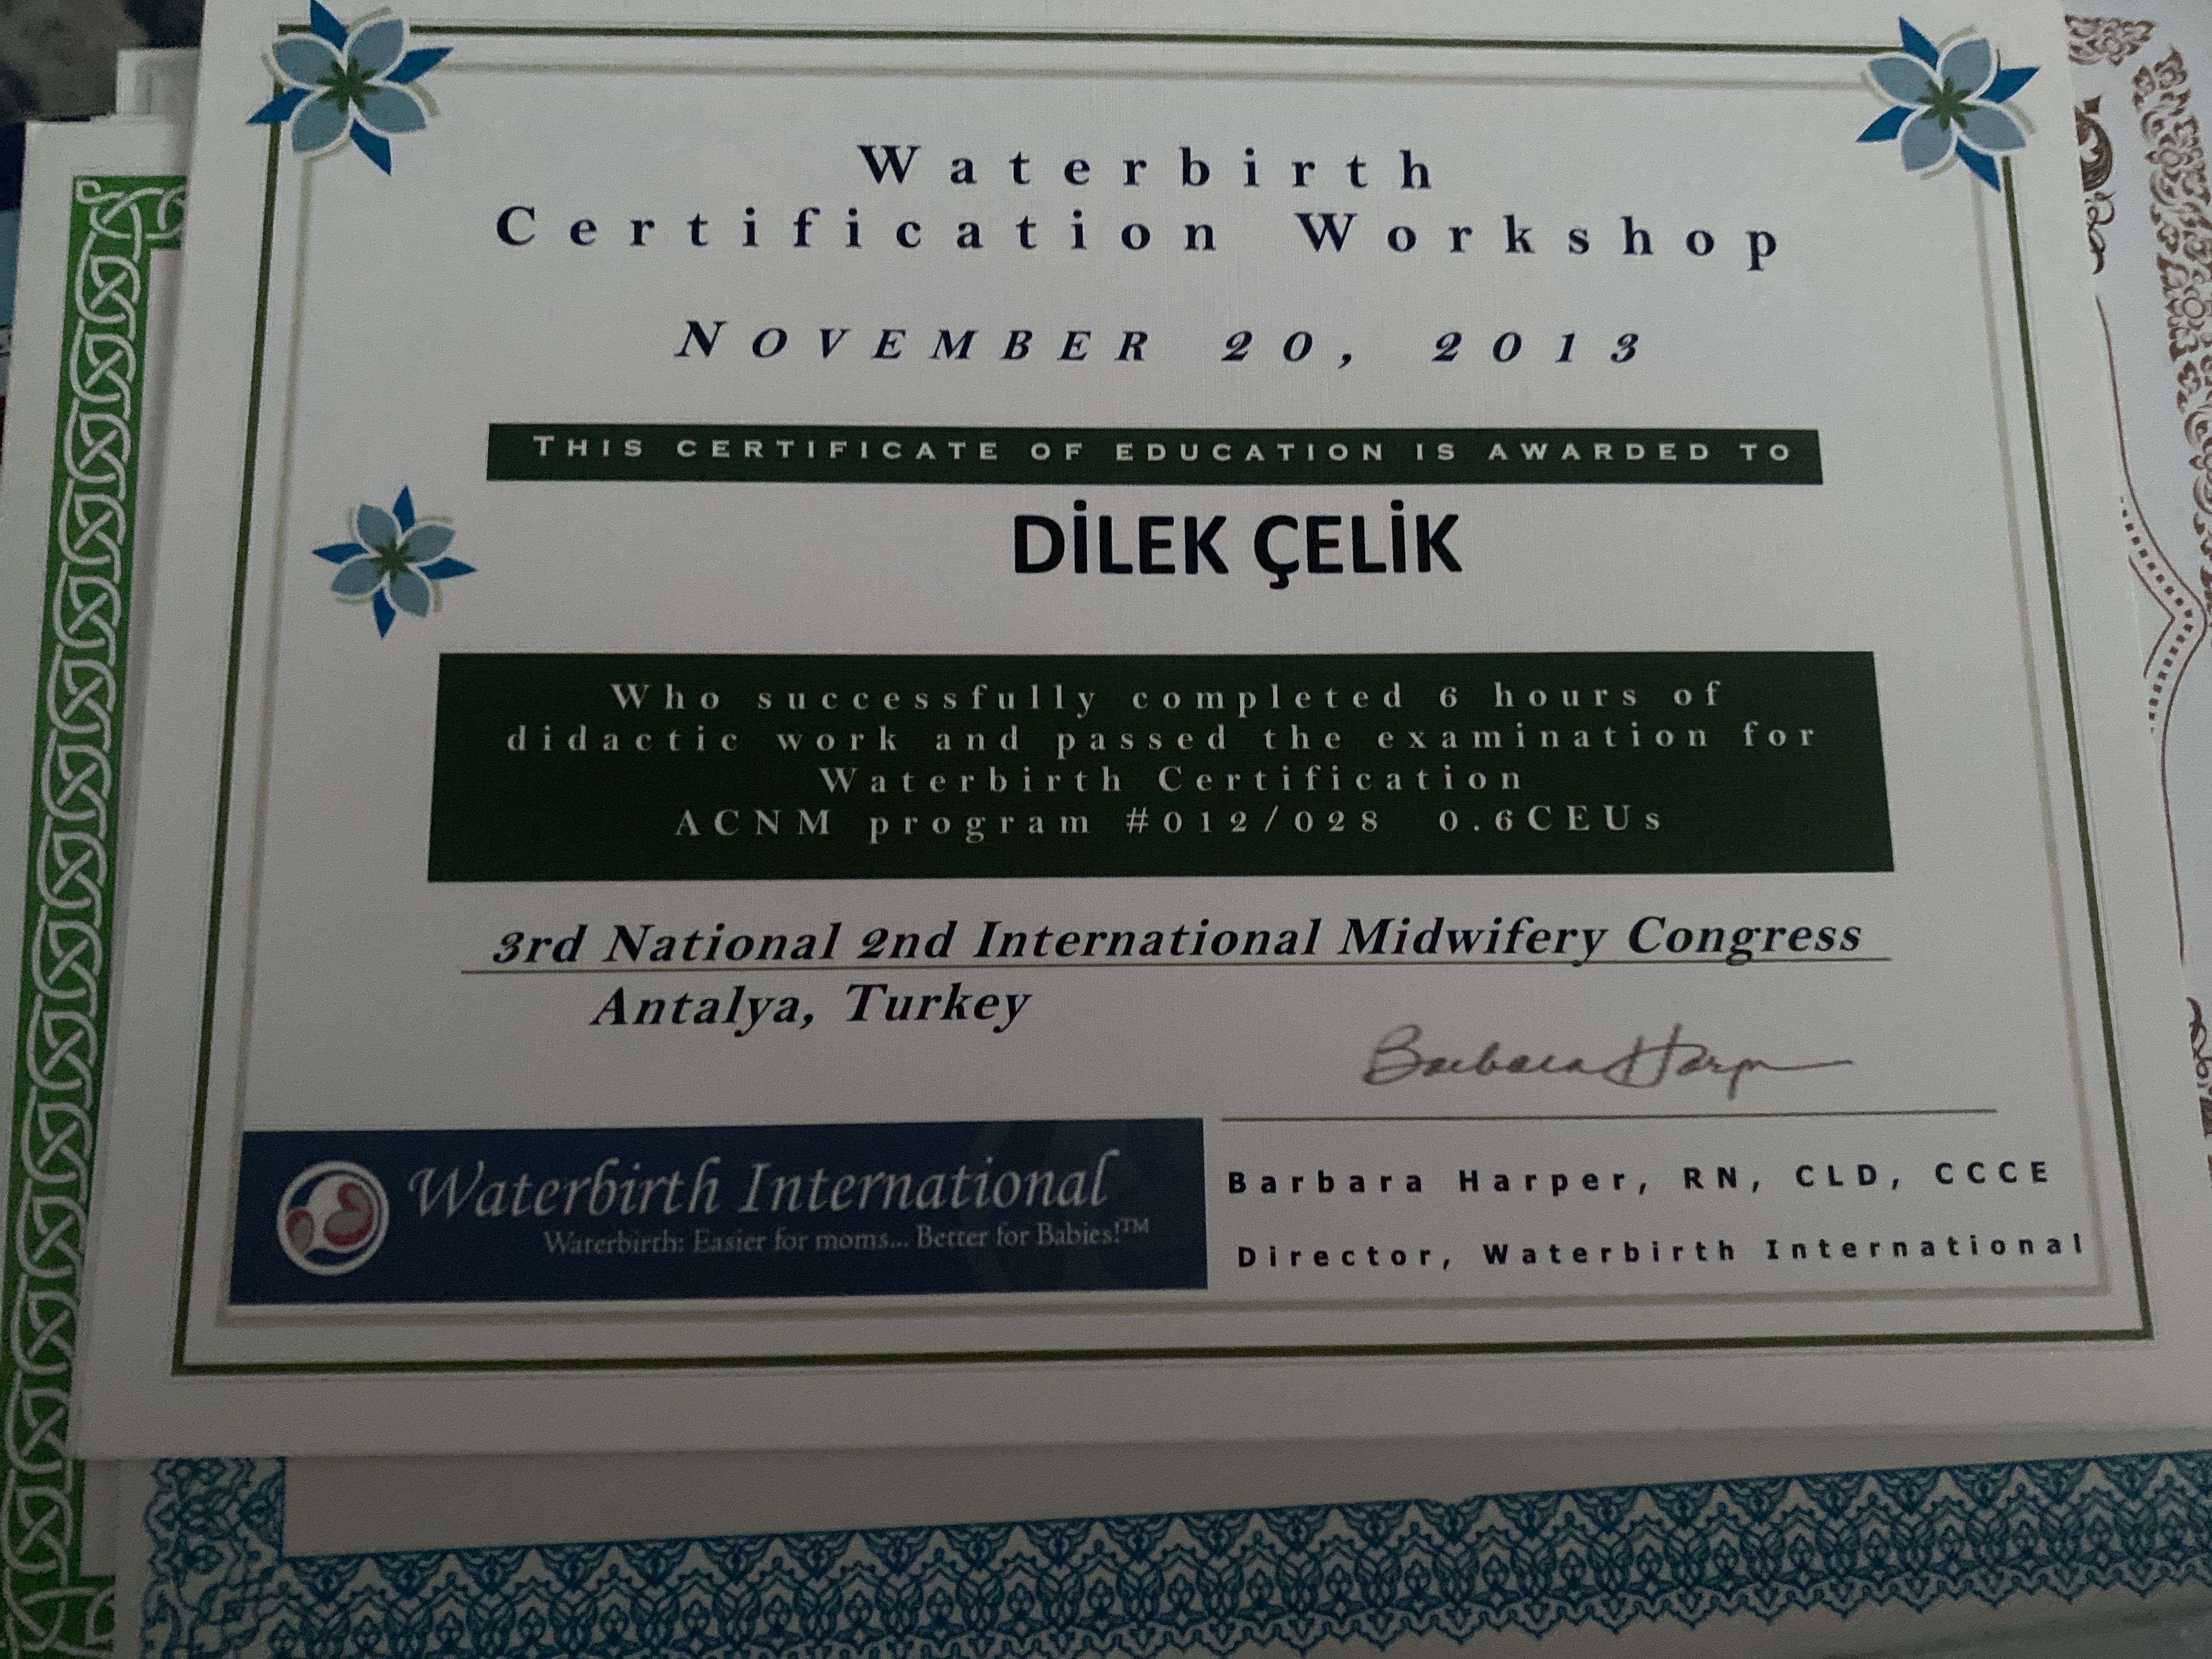 Waterbirth
Certification Workshop
NOVEMBER 20, 2013
THIS CERTIFICATE OF EDUCATION IS AWARDED TO
DİLEK ÇELİK
Who successfully completed 6 hours of
didactic work and passed the examination for
Waterbirth Certification
ACNM program #012/028 0.6CEUs
3rd National 2nd International Midwifery Congress
Antalya, Turkey
Barbara Harper
Waterbirth International
Waterbirth: Easier for moms... Better for Babies!™
Barbara Harper, RN, CLD, CCCE
Director, Waterbirth International